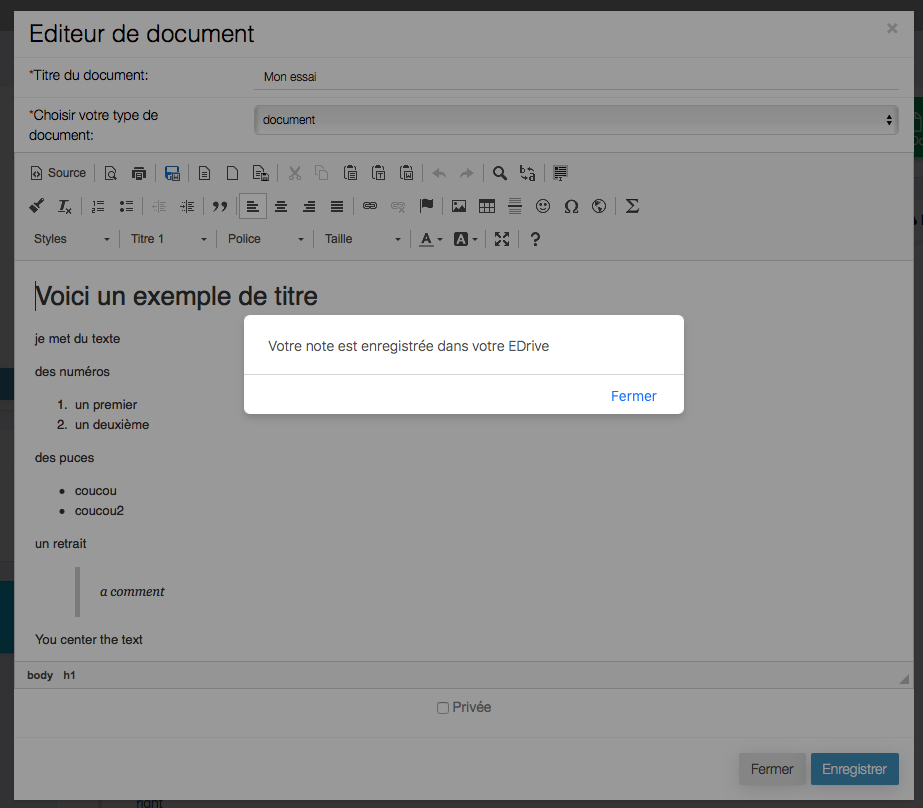 Editeur de document
×
*Titre du document:
Mon essai
*Choisir votre type de
document:
document
Source
Styles
Titre 1
Police
Taille
A
A
?
Voici un exemple de titre
je met du texte
des numéros
1. un premier
2. un deuxième
des puces
• coucou
• coucou2
un retrait
a comment
You center the text
Votre note est enregistrée dans votre EDrive
Fermer
body h1
Privée
Fermer
Enregistrer
right